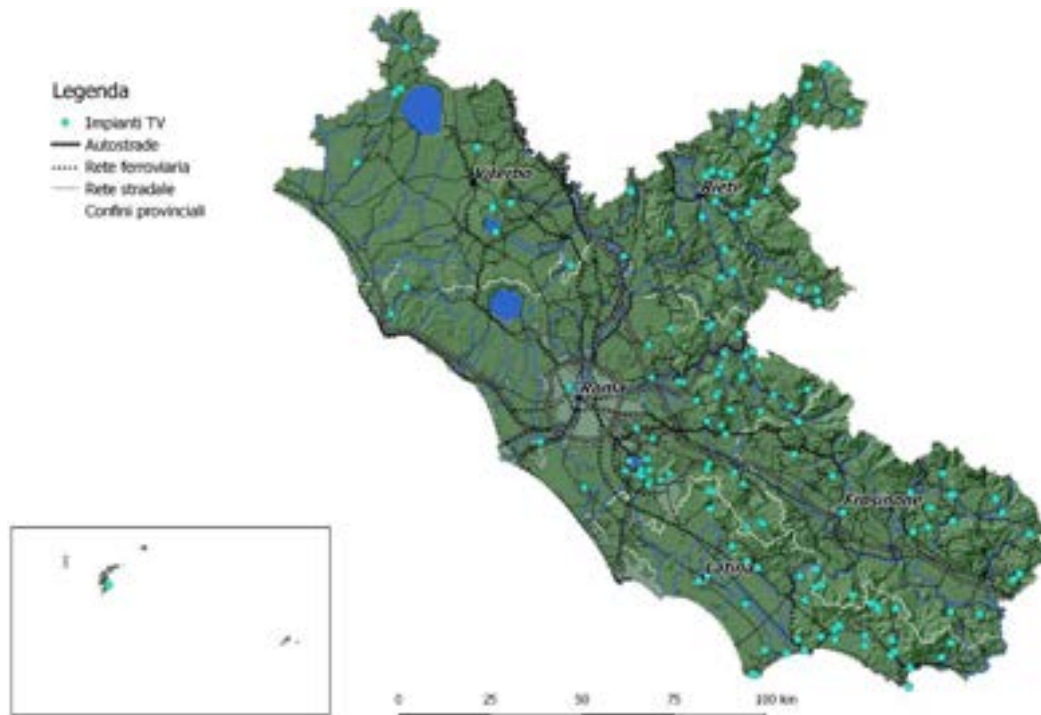 Legenda
Impianti TV
Autostrade
Rete ferroviaria
Rete stradale
Confini provinciali
Viterbo
Rieti
Roma
Frosinone
Latina
0 25 50 75 100 km